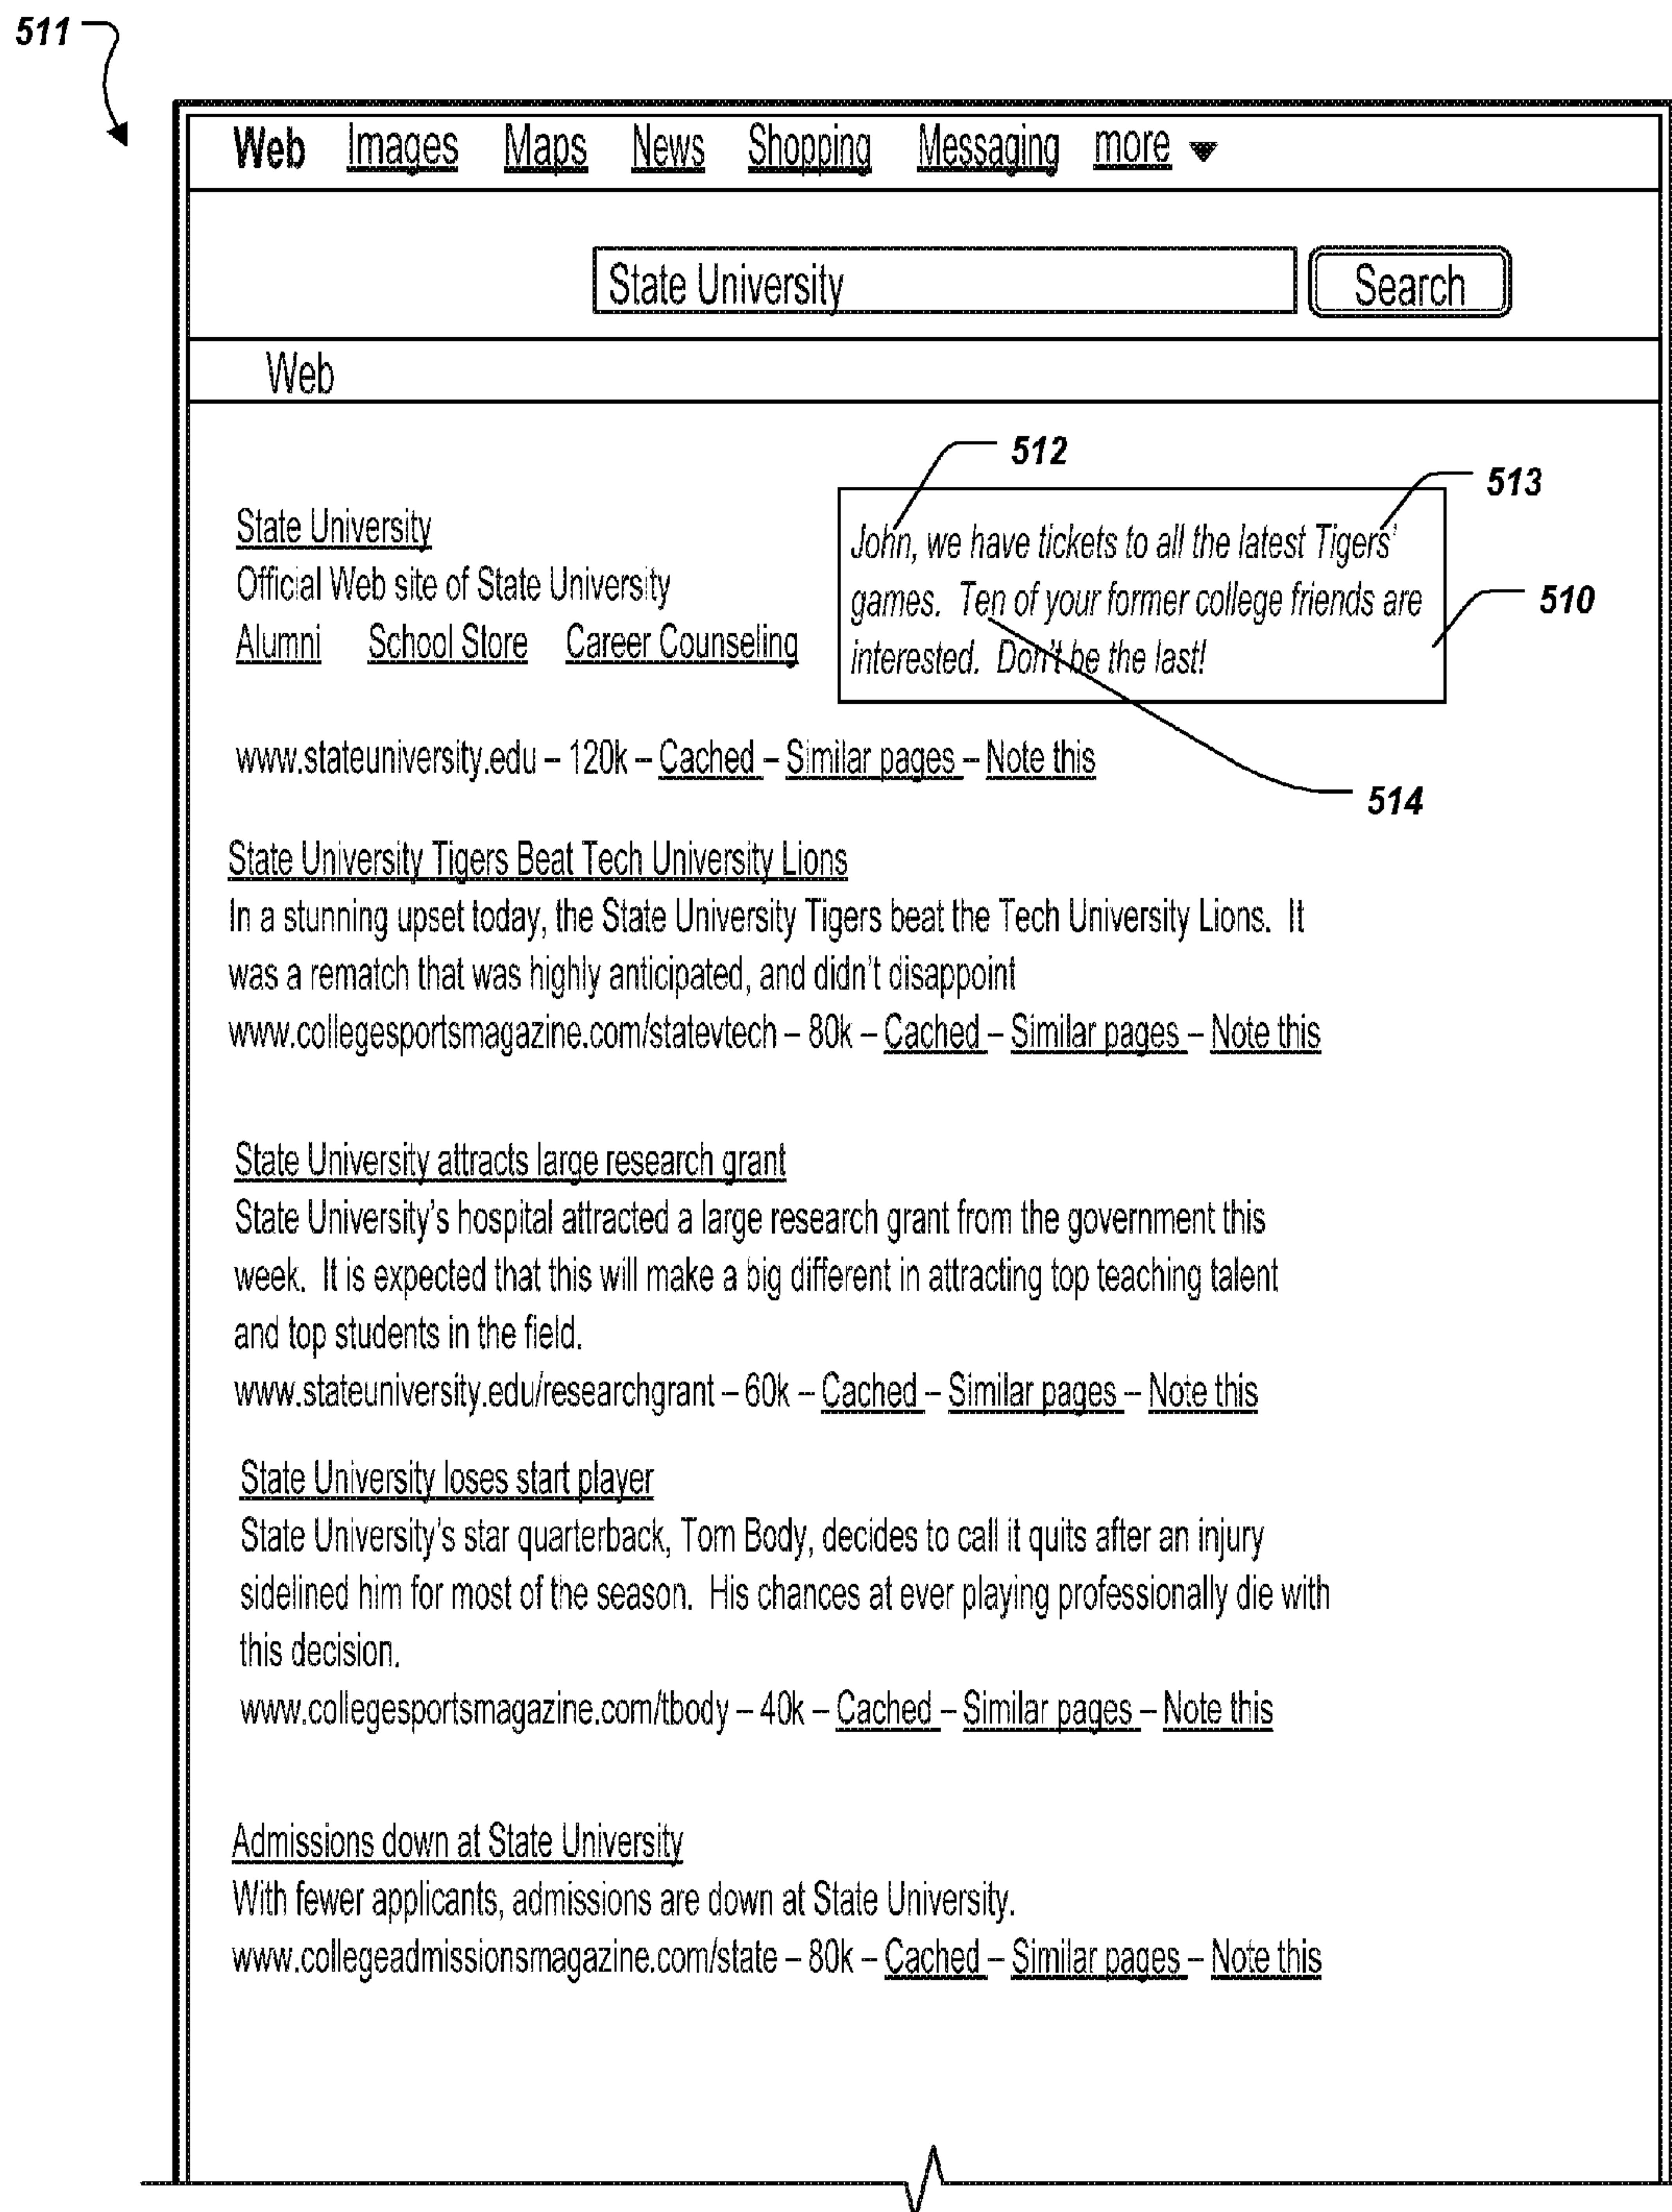 511
Web Images Maps News Shopping Messaging more
State University Search
Web
512
513
State University
Official Web site of State University
Alumni School Store Career Counseling
John, we have tickets to all the latest Tigers'
games. Ten of your former college friends are
interested. Don't be the last!
510
www.stateuniversity.edu – 120k – Cached – Similar pages – Note this
514
State University Tigers Beat Tech University Lions
In a stunning upset today, the State University Tigers beat the Tech University Lions. It
was a rematch that was highly anticipated, and didn't disappoint
www.collegesportsmagazine.com/statevtech – 80k – Cached – Similar pages – Note this
State University attracts large research grant
State University's hospital attracted a large research grant from the government this
week. It is expected that this will make a big different in attracting top teaching talent
and top students in the field.
www.stateuniversity.edu/researchgrant – 60k – Cached – Similar pages – Note this
State University loses start player
State University's star quarterback, Tom Body, decides to call it quits after an injury
sidelined him for most of the season. His chances at ever playing professionally die with
this decision.
www.collegesportsmagazine.com/tbody – 40k – Cached – Similar pages – Note this
Admissions down at State University
With fewer applicants, admissions are down at State University.
www.collegeadmissionsmagazine.com/state – 80k – Cached – Similar pages – Note this